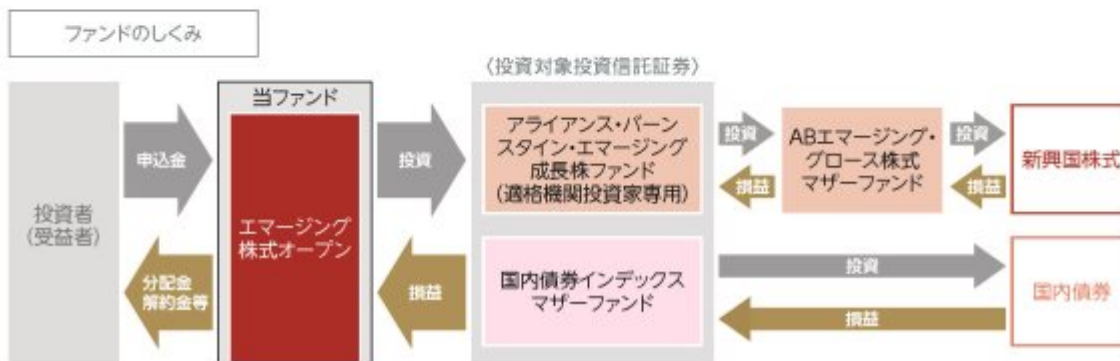 ファンドのしくみ
〈投資対象投資信託証券〉
投資者
(受益者)
申込金
分配金
解約金等
当ファンド
エマージング
株式オープン
投資
損益
アライアンス・バーン
スタイン・エマージング
成長株ファンド
(適格機関投資家専用)
国内債券インデックス
マザーファンド
投資
損益
ABエマージング・
グロース株式
マザーファンド
投資
損益
新興国株式
投資
損益
国内債券